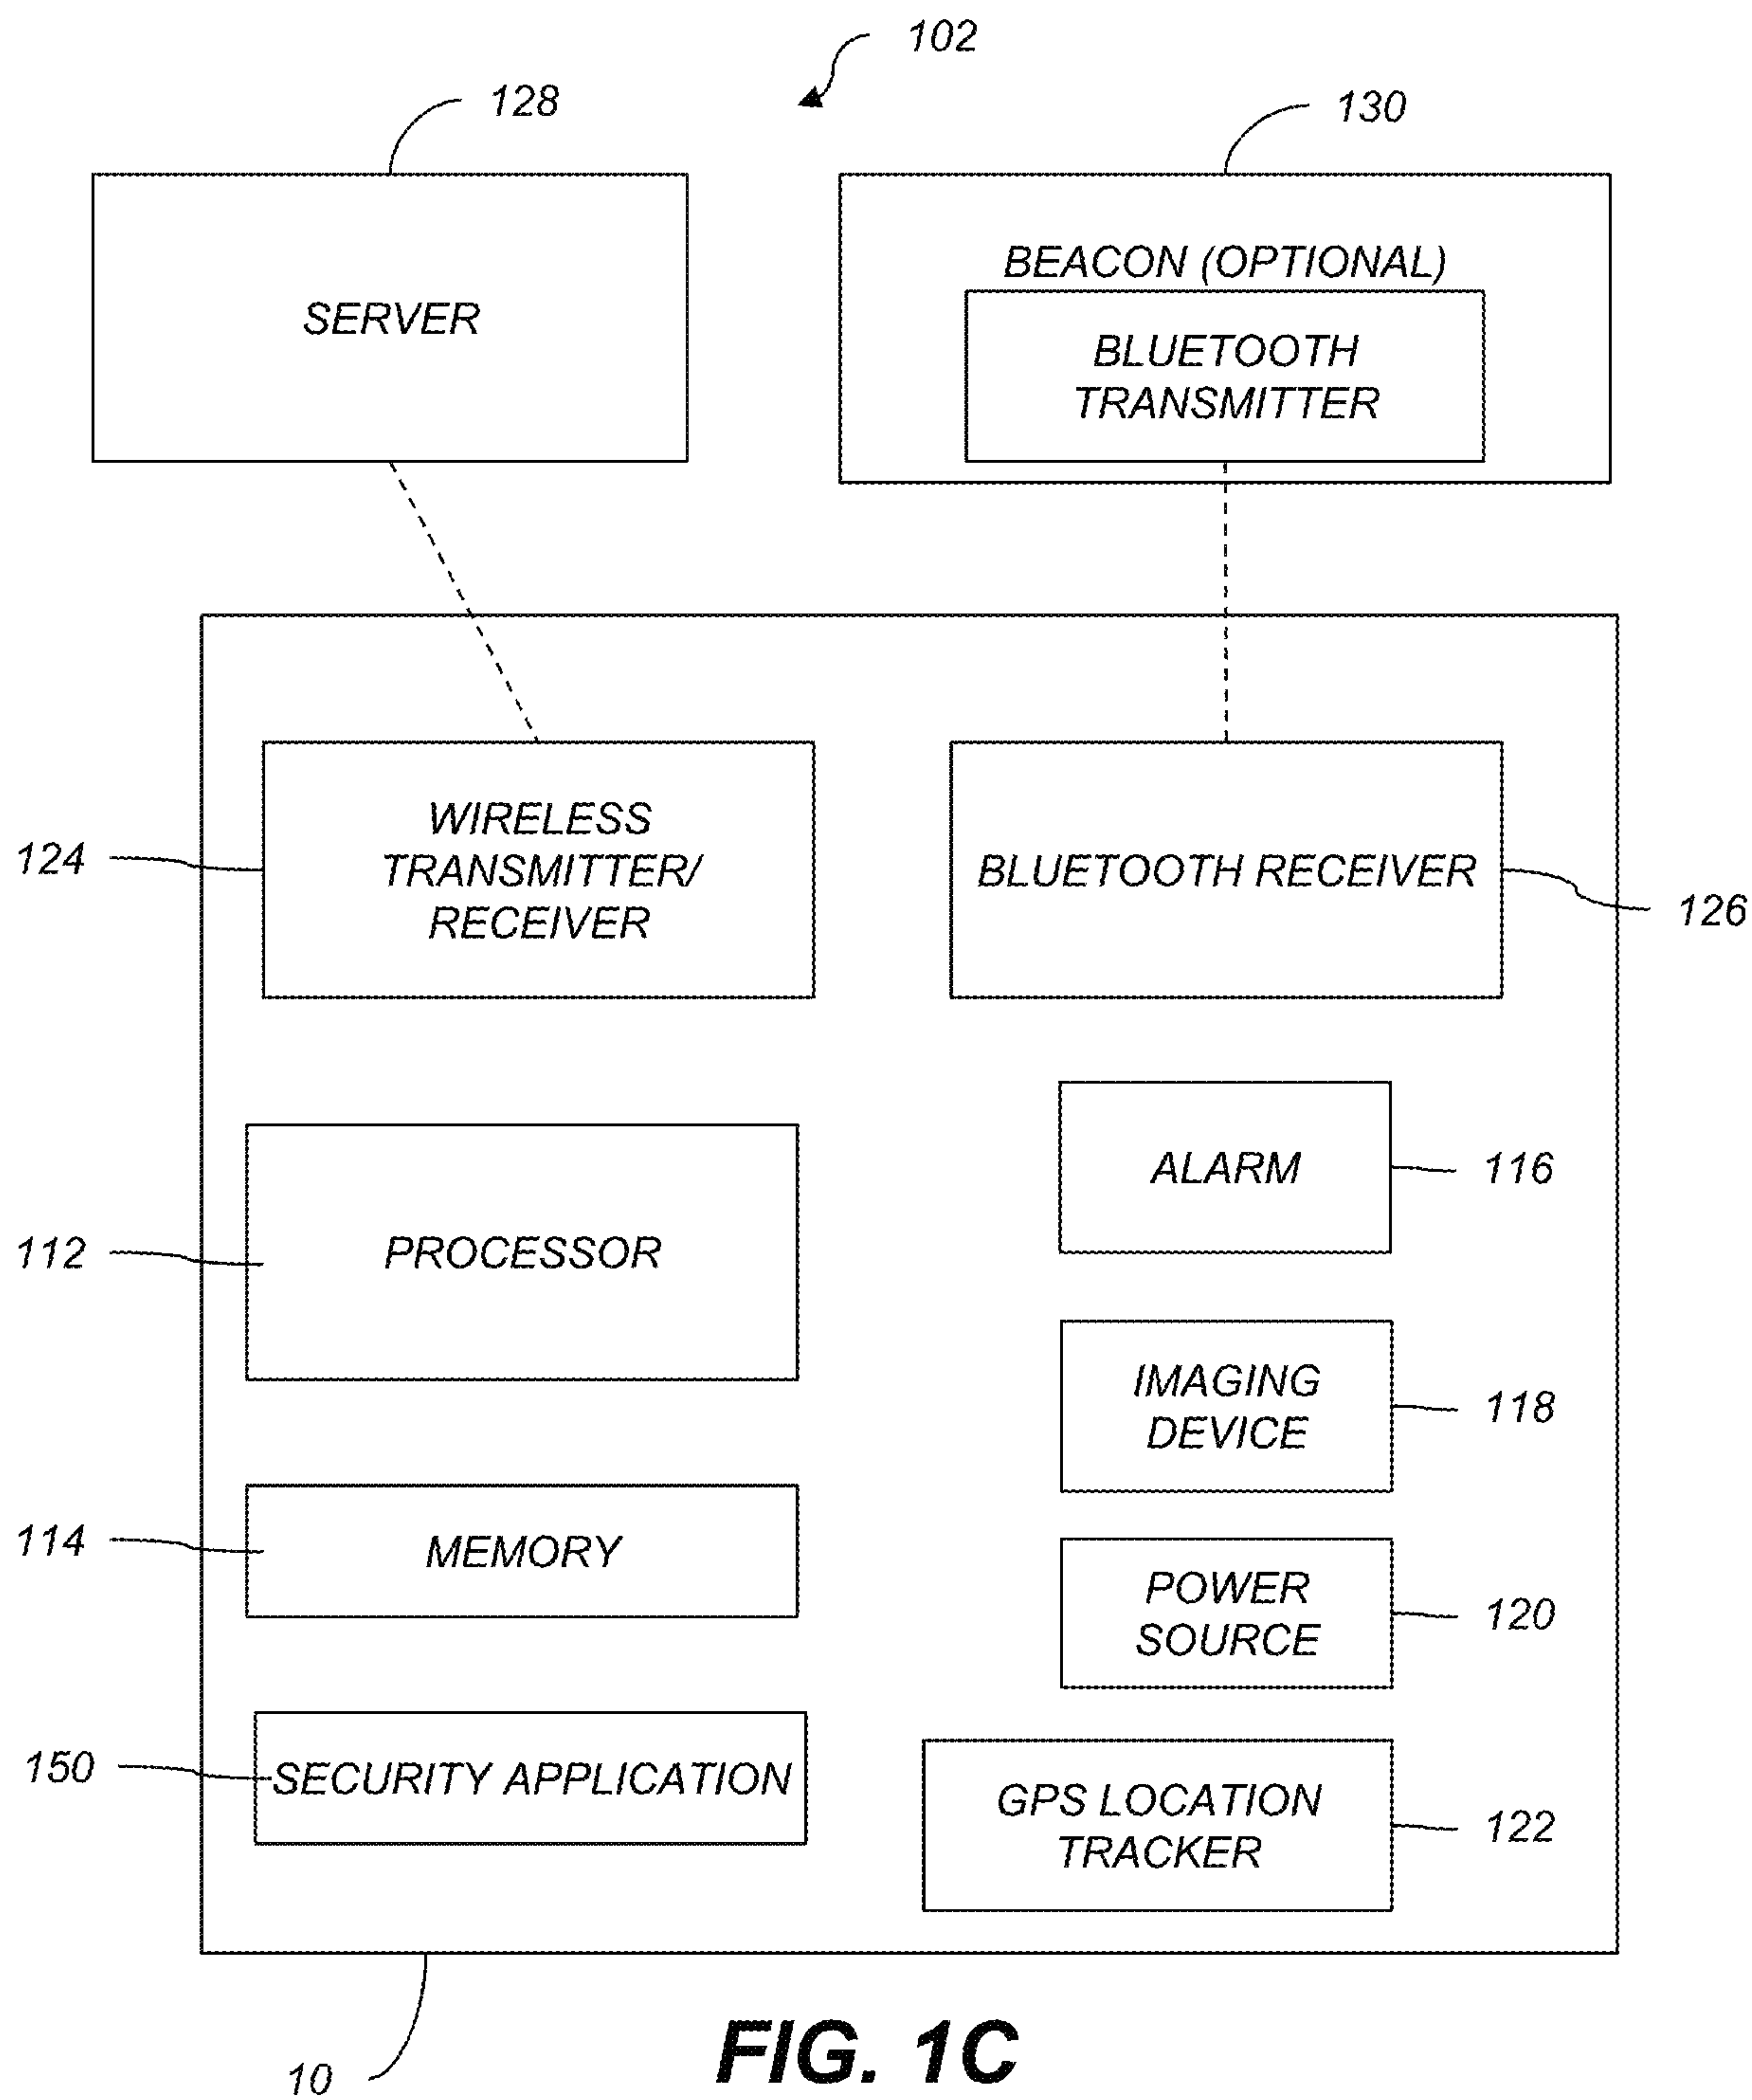 102
128
130
SERVER
BEACON (OPTIONAL)
BLUETOOTH
TRANSMITTER
WIRELESS
TRANSMITTER/
RECEIVER
124
BLUETOOTH RECEIVER
126
ALARM
116
PROCESSOR
112
IMAGING
DEVICE
118
MEMORY
114
POWER
SOURCE
120
SECURITY APPLICATION
150
GPS LOCATION
TRACKER
122
10
FIG. 1C